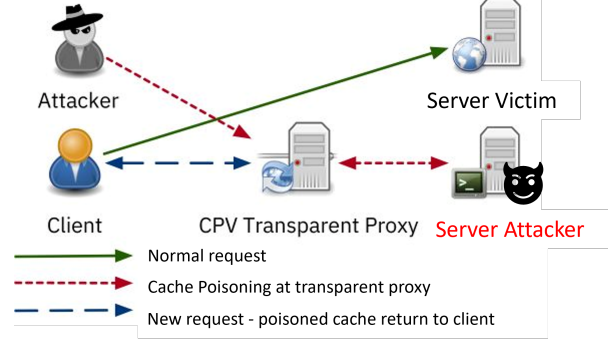 Attacker
Server Victim
Client
CPV Transparent Proxy
Server Attacker
Normal request
Cache Poisoning at transparent proxy
New request - poisoned cache return to client